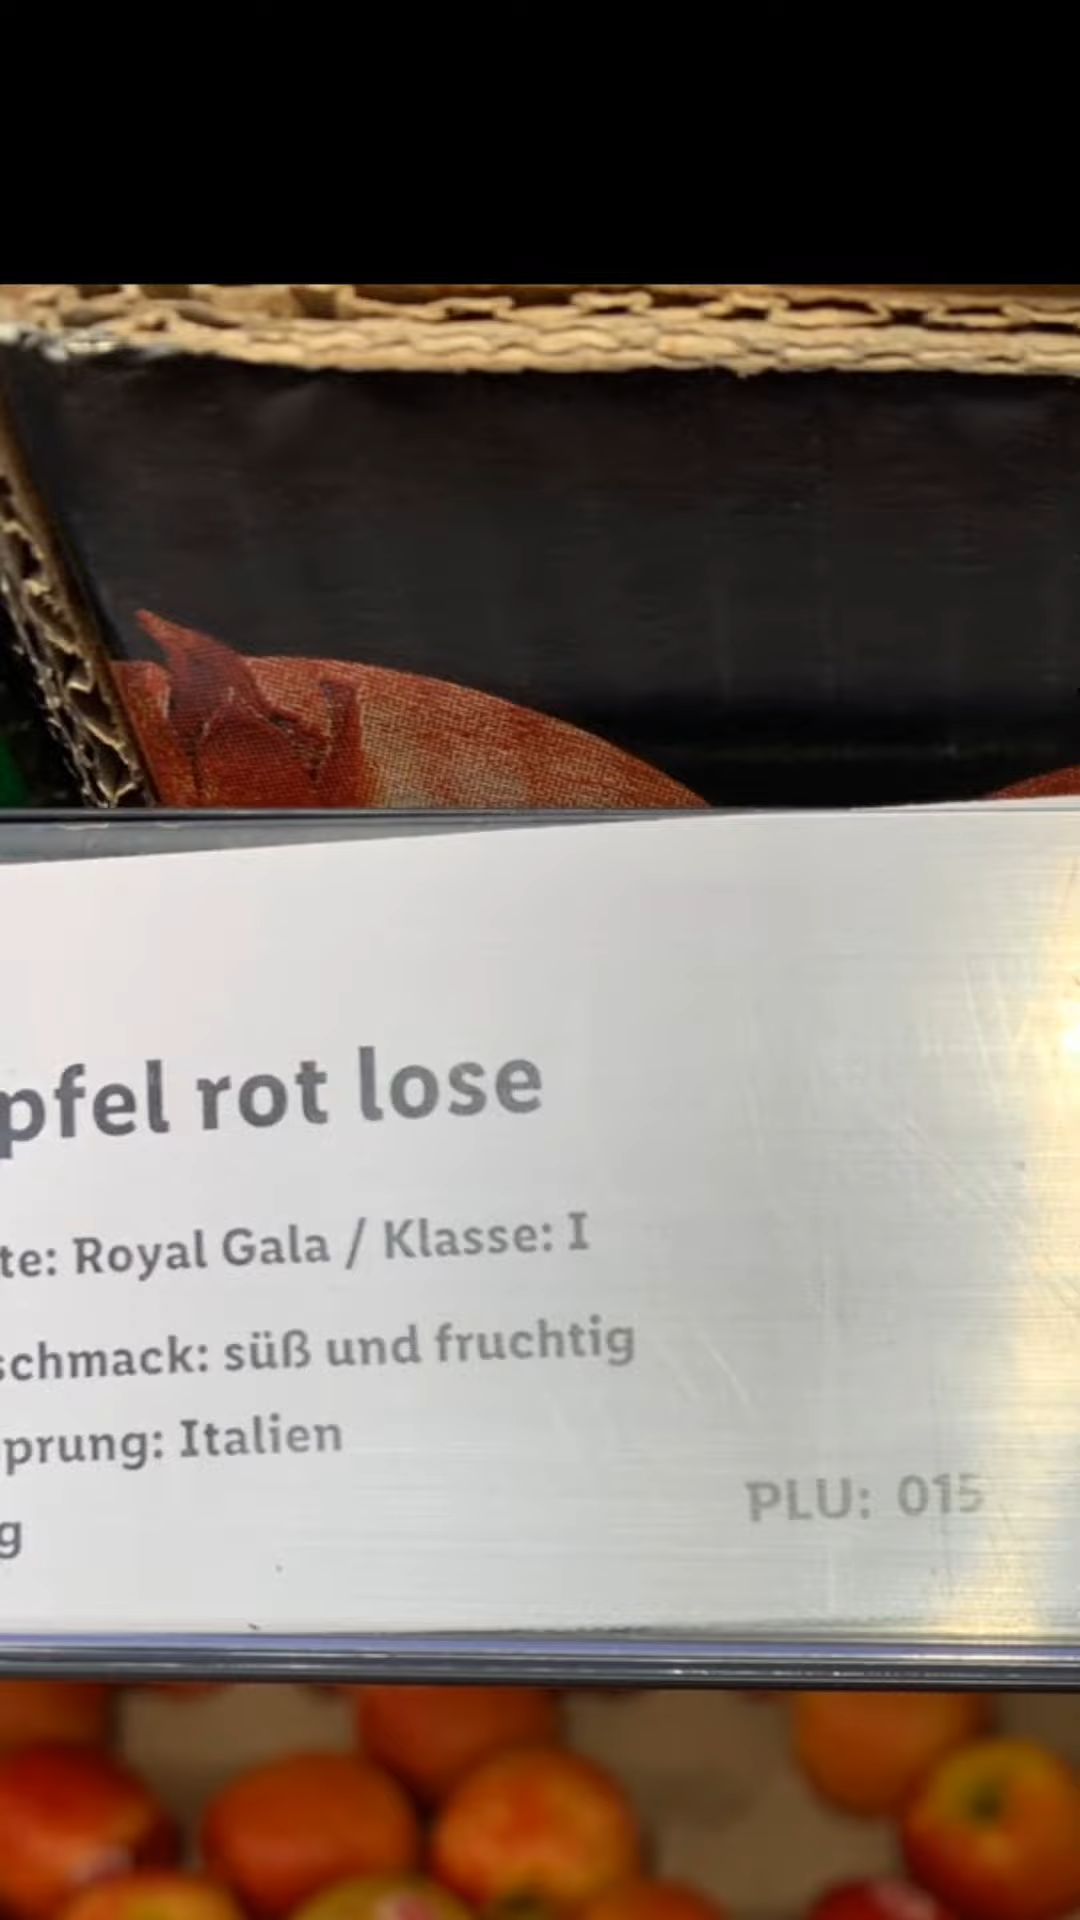 pfel rot lose
te: Royal Gala / Klasse: I
schmack: süß und fruchtig
prung: Italien
PLU: 015
g